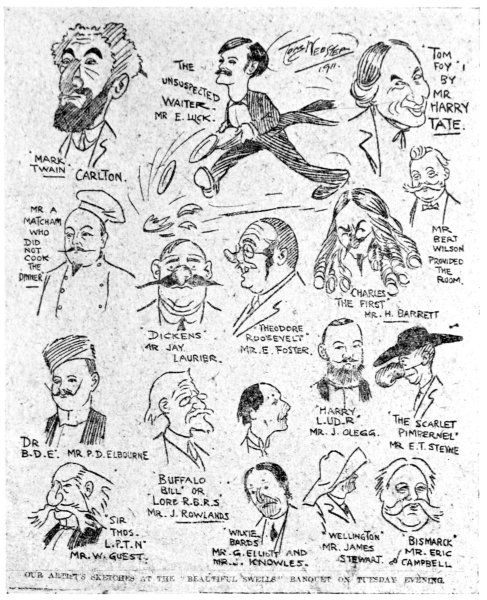 "MARK
TWAIN" CARLTON.
THE
UNSUSPECTED
WAITER
MR E. LUCK.
TOM WEBSTER
1911.
"TOM
FOY"
BY
MR
HARRY
TATE.
MR A
MATCHAM
WHO
DID
NOT
COOK
THE
DINNER
MR
BERT
WILSON
PROVIDED
THE
ROOM.
"DICKENS"
MR JAY
LAURIER.
"THEODORE
ROOSEVELT"
MR. E. FOSTER.
"CHARLES
THE FIRST"
MR. H. BARRETT
DR
B.D.E" MR P.D. ELBOURNE
"BUFFALO
BILL" OR
"LORD R.B.R.S"
MR. J. ROWLANDS
"HARRY
L.UD.R"
MR. J. CLEGG.
"THE SCARLET
PIMPERNEL"
MR E.T. STEYNE
"SIR
THOS.
L.P.T.N"
MR. W. GUEST.
"WILKIE
BARDS"
MR. G. ELLIOTT AND
MR. J. KNOWLES.
"WELLINGTON"
MR. JAMES
STEWART.
"BISMARCK"
MR. ERIC
CAMPBELL
OUR ARTIST'S SKETCHES AT THE "BEAUTIFUL SWELLS" BANQUET ON TUESDAY EVENING.